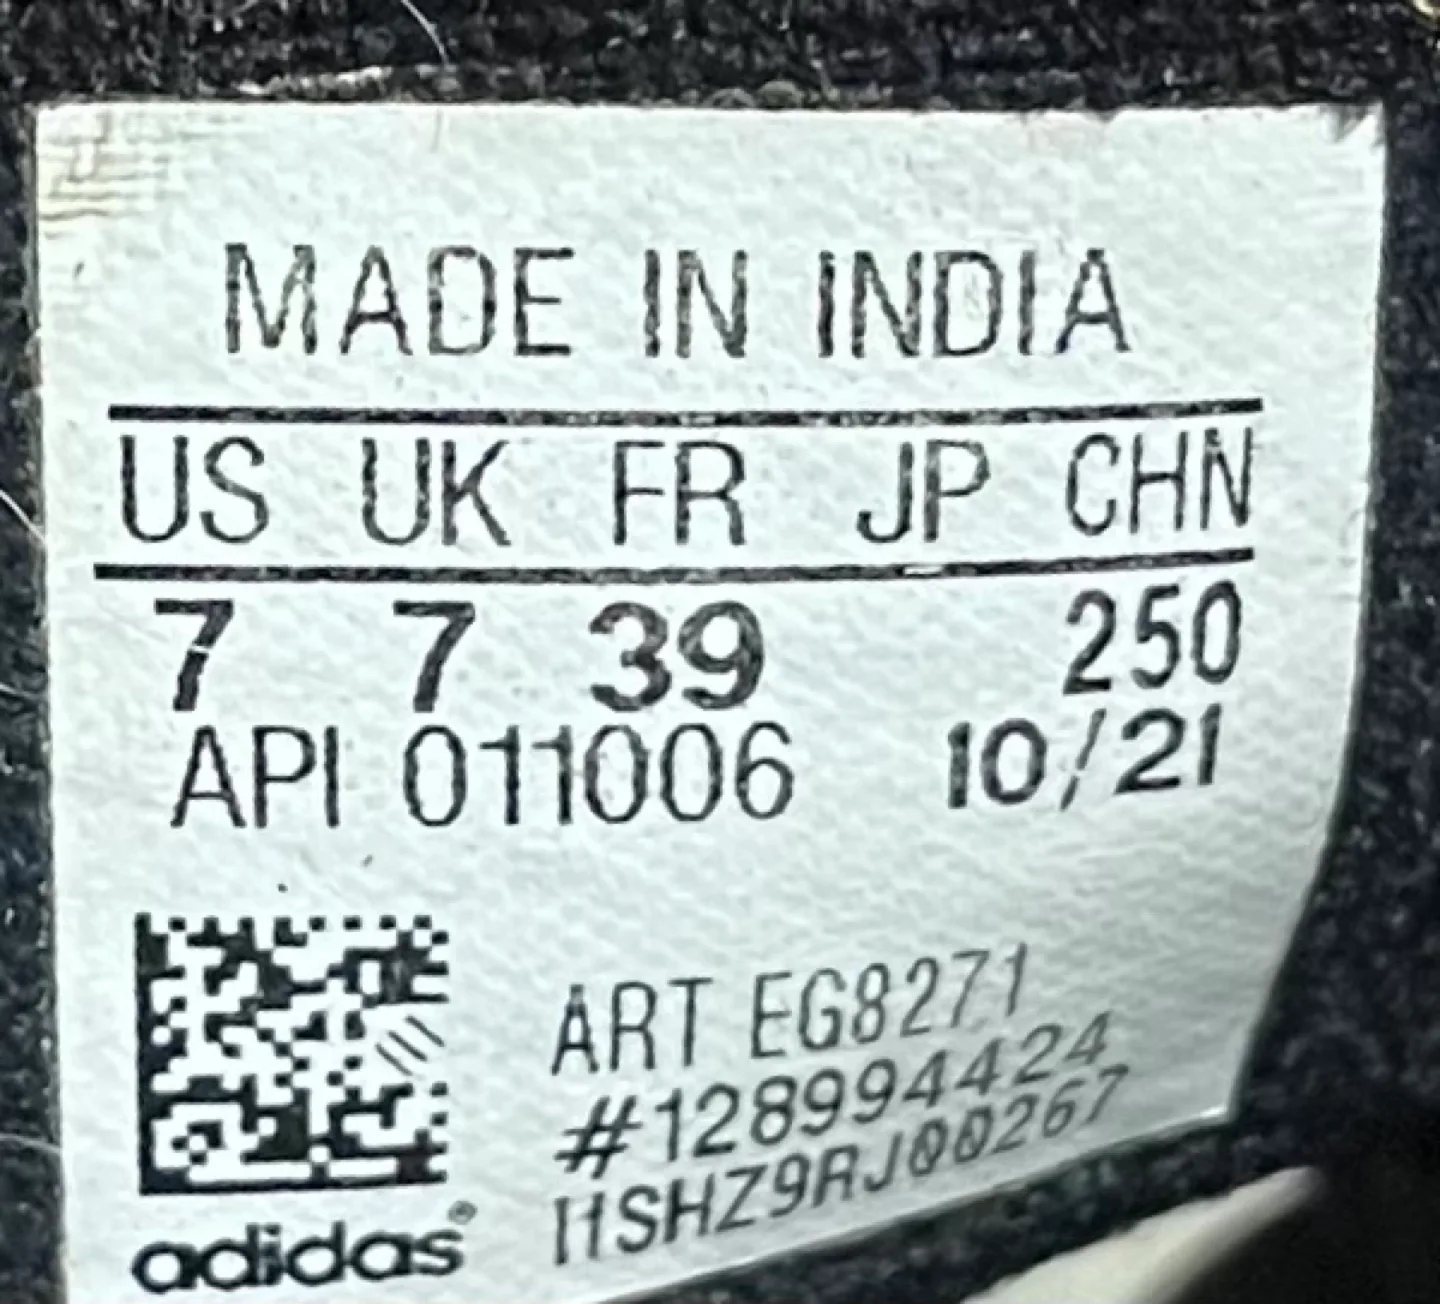 MADE IN INDIA
US UK FR JP CHN
7 7 39 250
API 011006 10/21
ART EG8271
#128994424
I1SHZ9RJ00267
adidas®